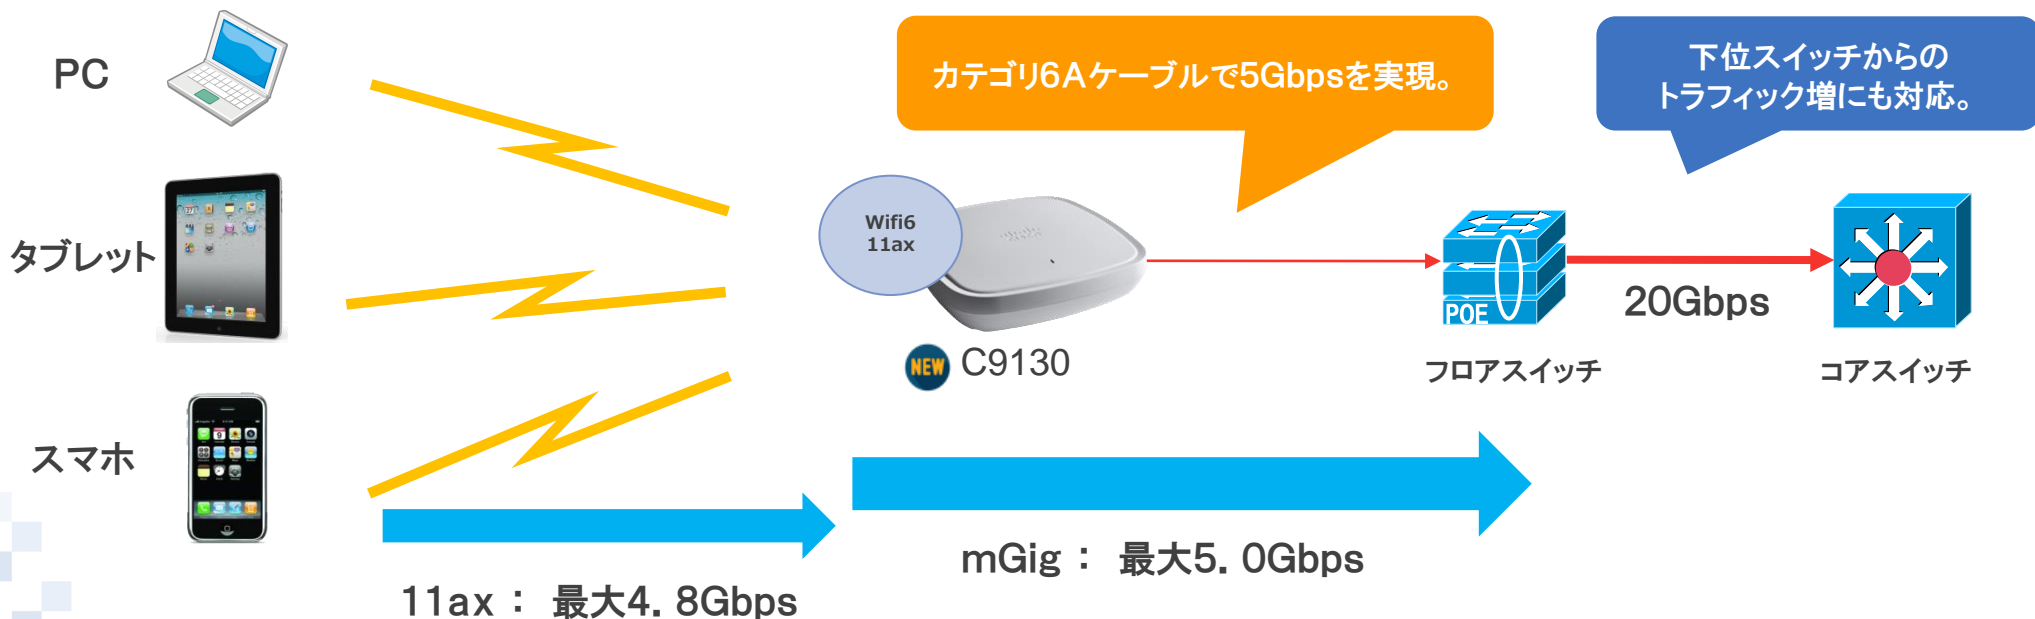 PC
カテゴリ6Aケーブルで5Gbpsを実現。
下位スイッチからの
トラフィック増にも対応。
タブレット
Wifi6
11ax
POE
20Gbps
NEW C9130
フロアスイッチ
コアスイッチ
スマホ
mGig： 最大5．0Gbps
11ax： 最大4．8Gbps